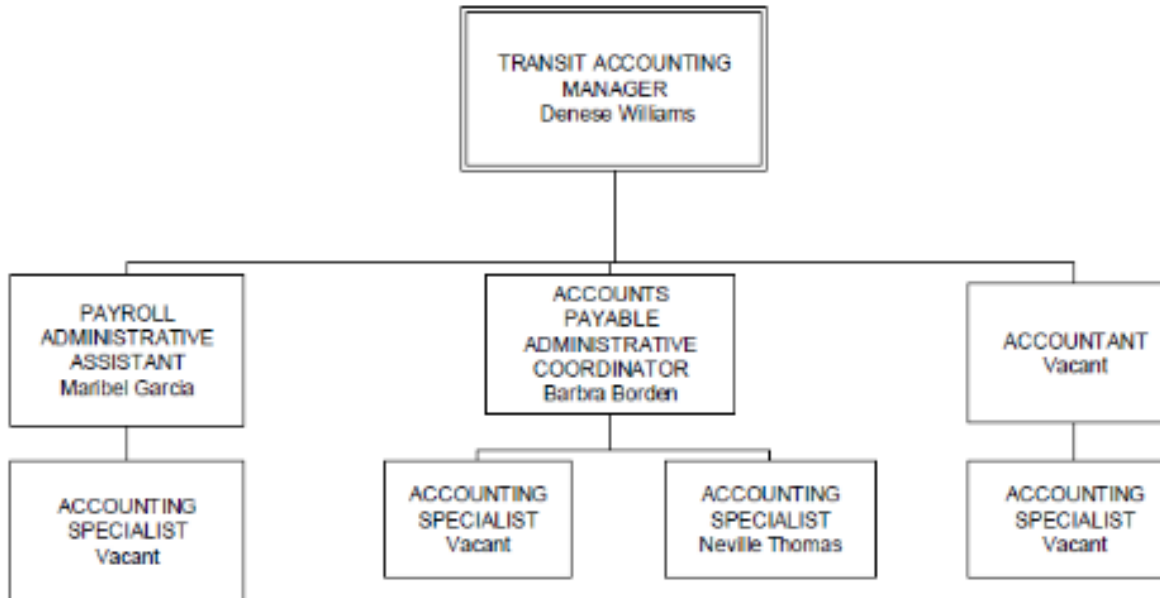 TRANSIT ACCOUNTING
MANAGER
Denese Williams
PAYROLL
ADMINISTRATIVE
ASSISTANT
Maribel Garcia
ACCOUNTS
PAYABLE
ADMINISTRATIVE
COORDINATOR
Barbra Borden
ACCOUNTANT
Vacant
ACCOUNTING
SPECIALIST
Vacant
ACCOUNTING
SPECIALIST
Vacant
ACCOUNTING
SPECIALIST
Neville Thomas
ACCOUNTING
SPECIALIST
Vacant